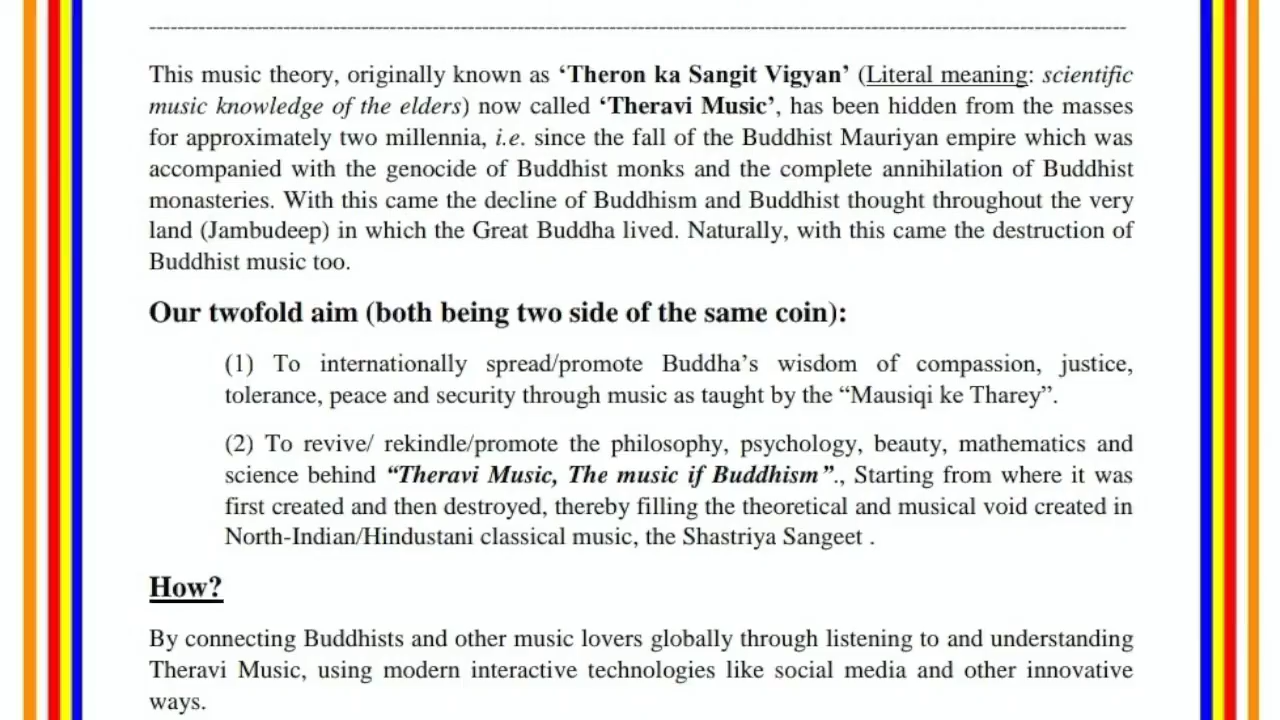 This music theory, originally known as ‘Theron ka Sangit Vigyan’ (Literal meaning: scientific
music knowledge of the elders) now called ‘Theravi Music’, has been hidden from the masses
for approximately two millennia, i.e. since the fall of the Buddhist Mauriyan empire which was
accompanied with the genocide of Buddhist monks and the complete annihilation of Buddhist
monasteries. With this came the decline of Buddhism and Buddhist thought throughout the very
land (Jambudeep) in which the Great Buddha lived. Naturally, with this came the destruction of
Buddhist music too.
Our twofold aim (both being two side of the same coin):
(1) To internationally spread/promote Buddha’s wisdom of compassion, justice,
tolerance, peace and security through music as taught by the “Mausiqi ke Tharey”.
(2) To revive/ rekindle/promote the philosophy, psychology, beauty, mathematics and
science behind “Theravi Music, The music if Buddhism”., Starting from where it was
first created and then destroyed, thereby filling the theoretical and musical void created in
North-Indian/Hindustani classical music, the Shastriya Sangeet .
How?
By connecting Buddhists and other music lovers globally through listening to and understanding
Theravi Music, using modern interactive technologies like social media and other innovative
ways.